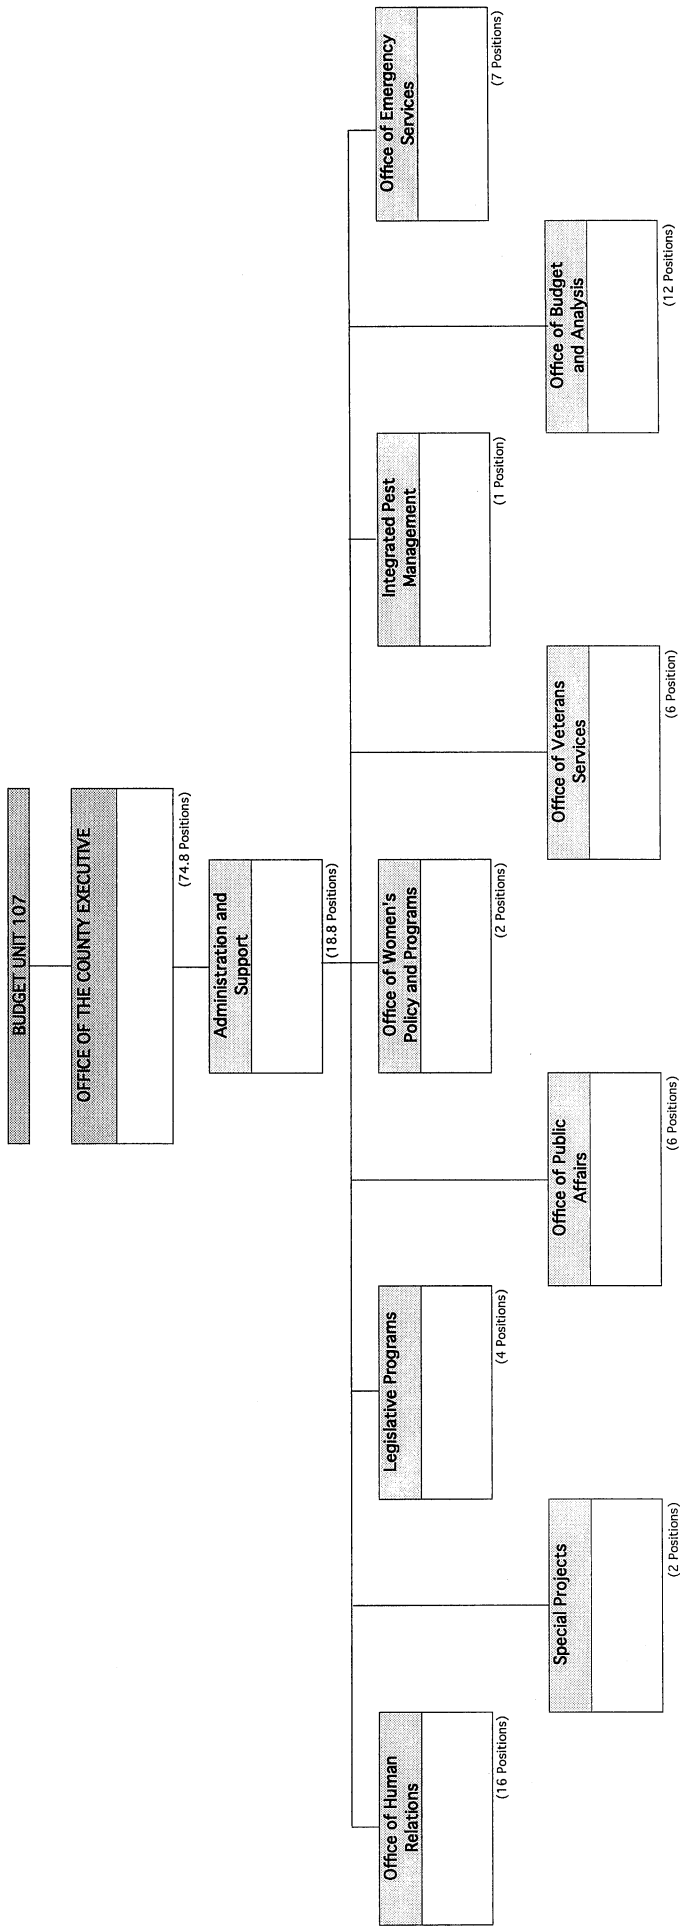 BUDGET UNIT 107
OFFICE OF THE COUNTY EXECUTIVE
(74.8 Positions)
Administration and
Support
(18.8 Positions)
Office of Human
Relations
(16 Positions)
Legislative Programs
(4 Positions)
Office of Women's
Policy and Programs
(2 Positions)
Integrated Pest
Management
(1 Position)
Office of Emergency
Services
(7 Positions)
Special Projects
(2 Positions)
Office of Public
Affairs
(6 Positions)
Office of Veterans
Services
(6 Position)
Office of Budget
and Analysis
(12 Positions)